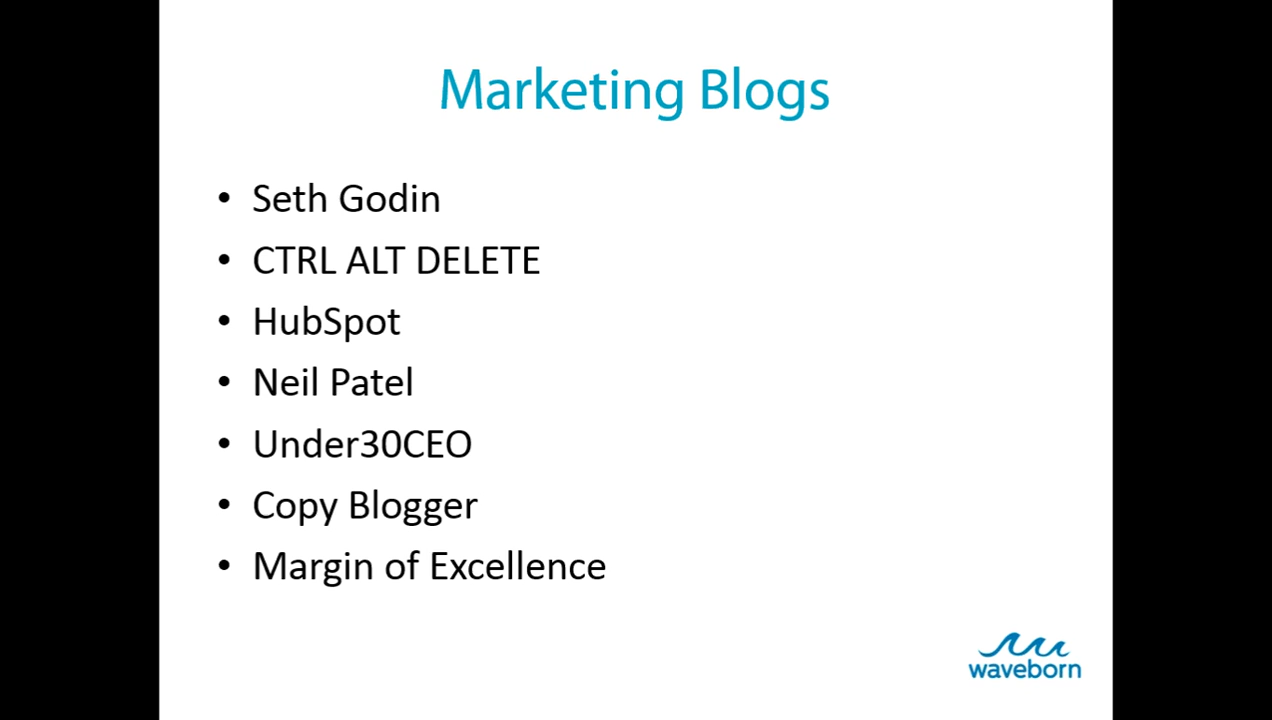 Marketing Blogs
• Seth Godin
• CTRL ALT DELETE
• HubSpot
• Neil Patel
• Under30CEO
• Copy Blogger
• Margin of Excellence
waveborn